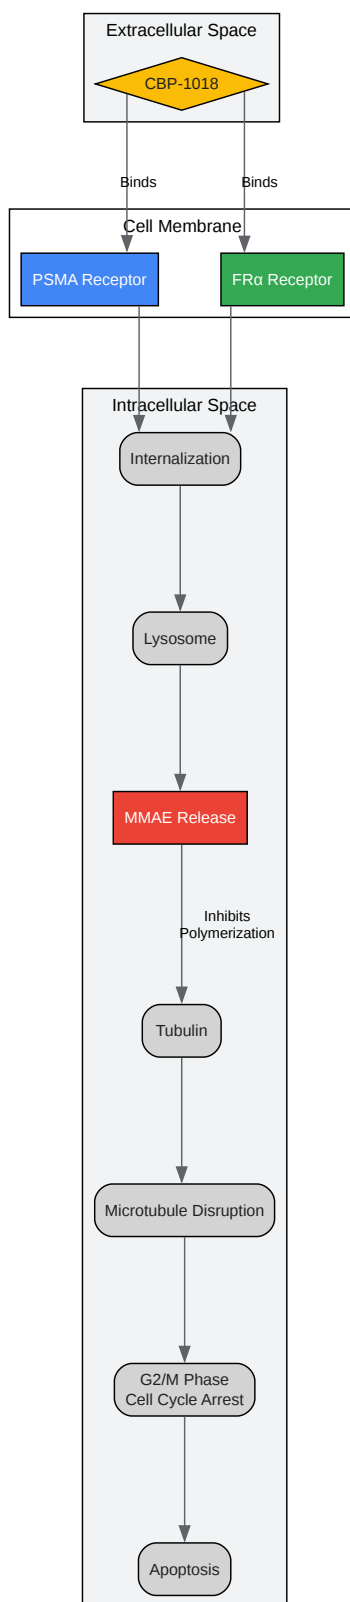 Extracellular Space
CBP-1018
Binds
Binds
Cell Membrane
PSMA Receptor
FRα Receptor
Intracellular Space
Internalization
Lysosome
MMAE Release
Inhibits
Polymerization
Tubulin
Microtubule Disruption
G2/M Phase
Cell Cycle Arrest
Apoptosis